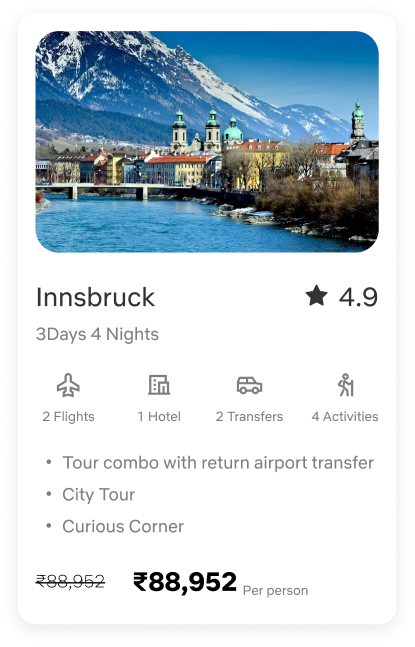 Innsbruck
4.9
3Days 4 Nights
2 Flights
1 Hotel
2 Transfers
4 Activities
• Tour combo with return airport transfer
• City Tour
• Curious Corner
₹88,952
₹88,952 Per person